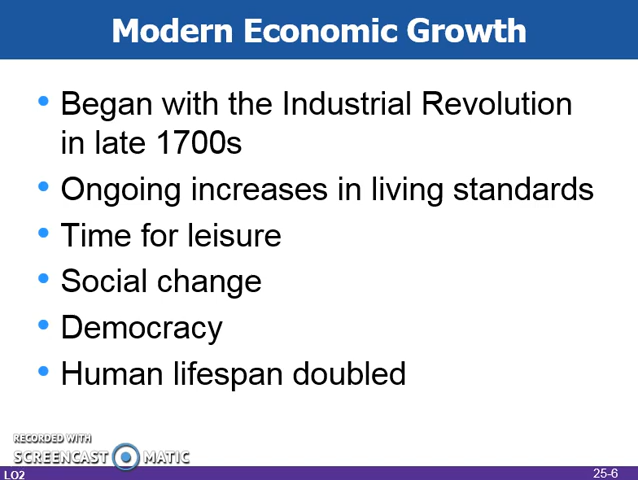 Modern Economic Growth
• Began with the Industrial Revolution
in late 1700s
• Ongoing increases in living standards
• Time for leisure
• Social change
• Democracy
• Human lifespan doubled
RECORDED WITH
SCREENCAST MATIC
LO2
25-6